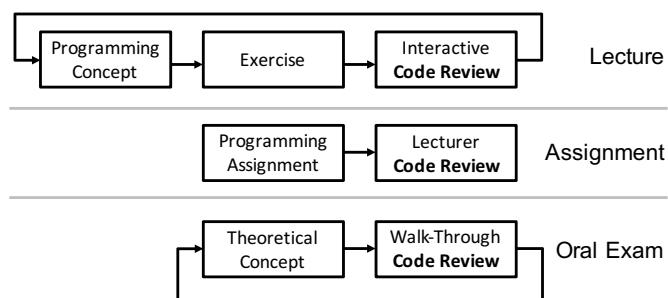 Programming
Concept
Exercise
Interactive
Code Review
Lecture
Programming
Assignment
Lecturer
Code Review
Assignment
Theoretical
Concept
Walk-Through
Code Review
Oral Exam